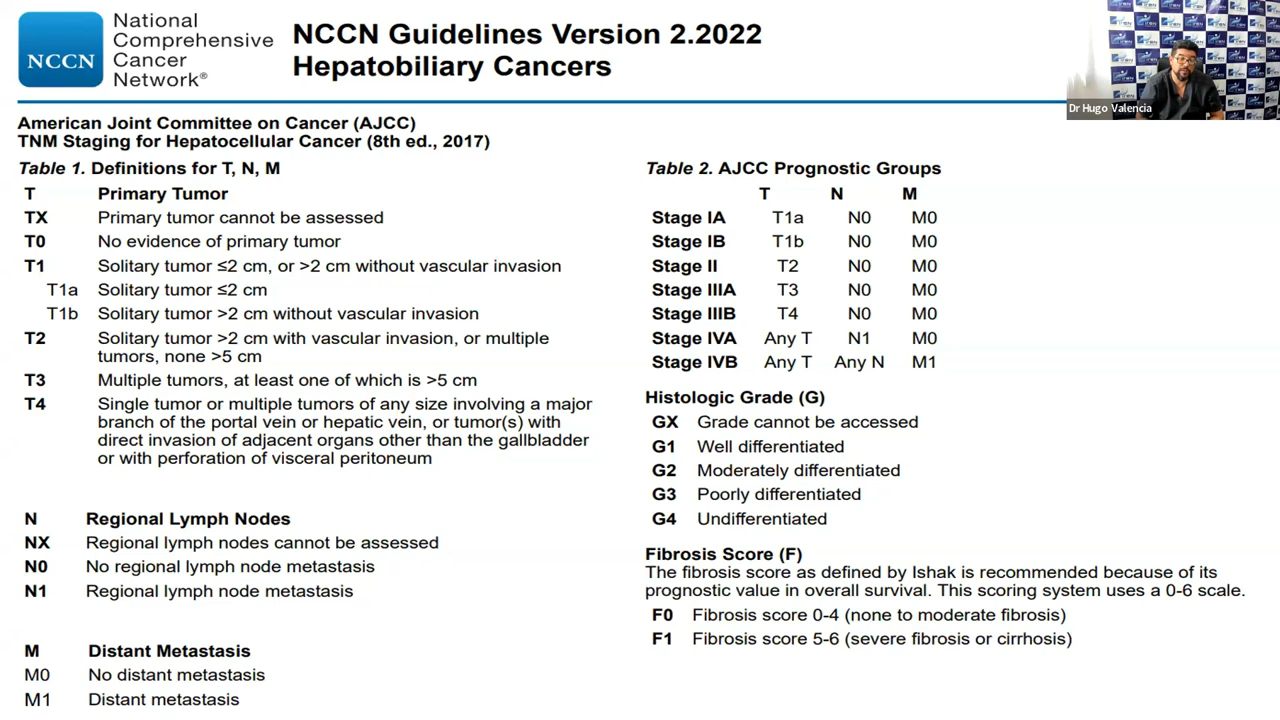 National
Comprehensive
Cancer
Network®
NCCN
NCCN Guidelines Version 2.2022
Hepatobiliary Cancers
Dr Hugo Valencia
American Joint Committee on Cancer (AJCC)
TNM Staging for Hepatocellular Cancer (8th ed., 2017)
Table 1. Definitions for T, N, M
T Primary Tumor
TX Primary tumor cannot be assessed
T0 No evidence of primary tumor
T1 Solitary tumor ≤2 cm, or >2 cm without vascular invasion
T1a Solitary tumor ≤2 cm
T1b Solitary tumor >2 cm without vascular invasion
T2 Solitary tumor >2 cm with vascular invasion, or multiple
tumors, none >5 cm
T3 Multiple tumors, at least one of which is >5 cm
T4 Single tumor or multiple tumors of any size involving a major
branch of the portal vein or hepatic vein, or tumor(s) with
direct invasion of adjacent organs other than the gallbladder
or with perforation of visceral peritoneum
N Regional Lymph Nodes
NX Regional lymph nodes cannot be assessed
N0 No regional lymph node metastasis
N1 Regional lymph node metastasis
M Distant Metastasis
M0 No distant metastasis
M1 Distant metastasis
Table 2. AJCC Prognostic Groups
T N M
Stage IA T1a N0 M0
Stage IB T1b N0 M0
Stage II T2 N0 M0
Stage IIIA T3 N0 M0
Stage IIIB T4 N0 M0
Stage IVA Any T N1 M0
Stage IVB Any T Any N M1
Histologic Grade (G)
GX Grade cannot be accessed
G1 Well differentiated
G2 Moderately differentiated
G3 Poorly differentiated
G4 Undifferentiated
Fibrosis Score (F)
The fibrosis score as defined by Ishak is recommended because of its
prognostic value in overall survival. This scoring system uses a 0-6 scale.
F0 Fibrosis score 0-4 (none to moderate fibrosis)
F1 Fibrosis score 5-6 (severe fibrosis or cirrhosis)